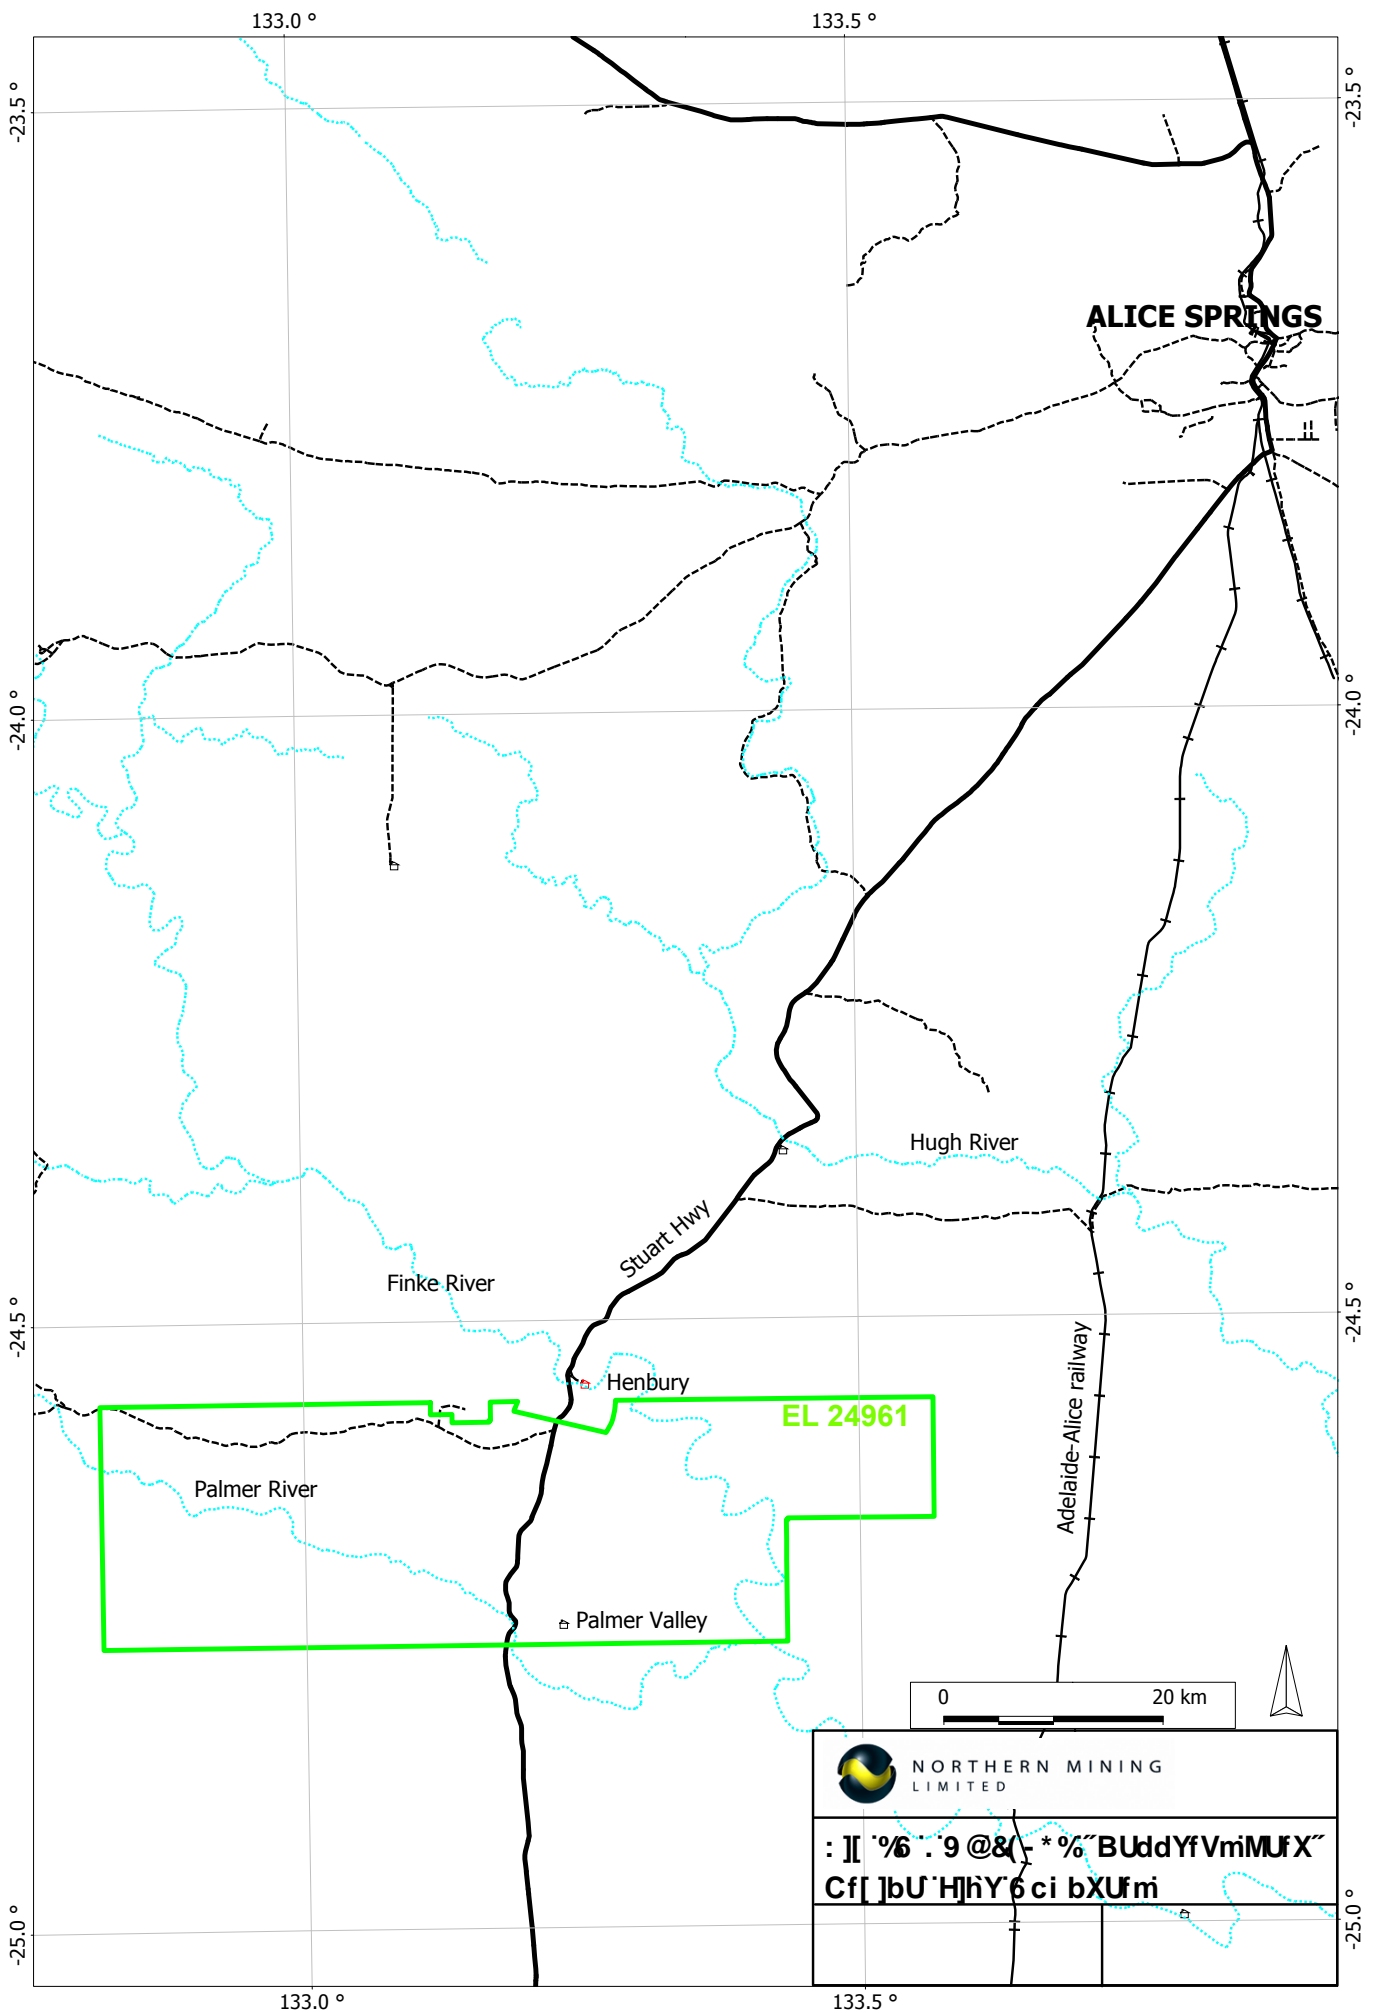 133.0 °
133.5 °
-23.5 °
-23.5 °
ALICE SPRINGS
-24.0 °
-24.0 °
Hugh River
Stuart Hwy
Finke River
-24.5 °
-24.5 °
Adelaide-Alice railway
Henbury
EL 24961
Palmer River
Palmer Valley
0 20 km
NORTHERN MINING
LIMITED
-25.0 °
-25.0 °
133.0 °
133.5 °